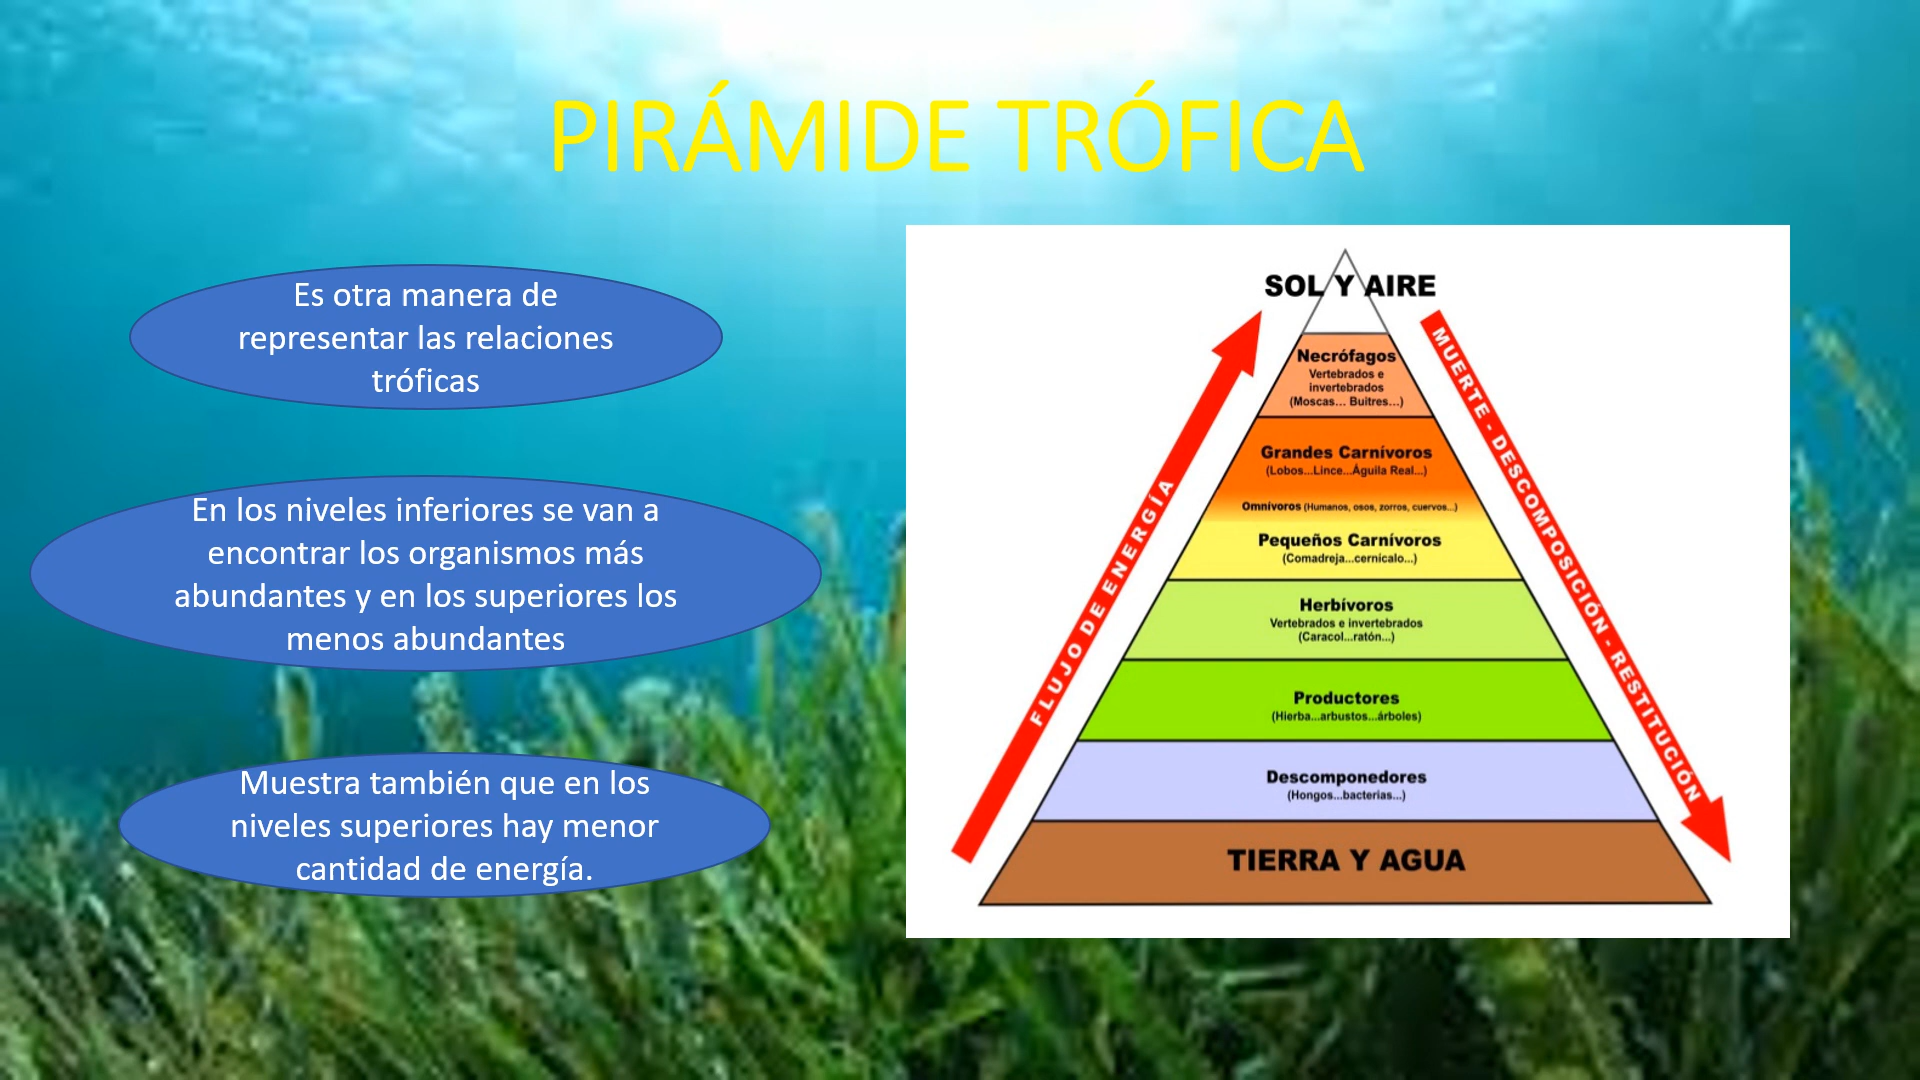 PIRÁMIDE TRÓFICA
Es otra manera de
representar las relaciones
tróficas
En los niveles inferiores se van a
encontrar los organismos más
abundantes y en los superiores los
menos abundantes
Muestra también que en los
niveles superiores hay menor
cantidad de energía.
SOL Y AIRE
Necrófagos
Vertebrados e
invertebrados
(Moscas... Buitres...)
Grandes Carnívoros
(Lobos...Lince...Águila Real...)
Omnívoros (Humanos, osos, zorros, cuervos...)
Pequeños Carnívoros
(Comadreja...cernicalo...)
Herbívoros
Vertebrados e invertebrados
(Caracol...ratón...)
Productores
(Hierba...arbustos...árboles)
Descomponedores
(Hongos...bacterias...)
TIERRA Y AGUA
FLUJO DE ENERGÍA
MUERTE - DESCOMPOSICIÓN - RESTITUCIÓN